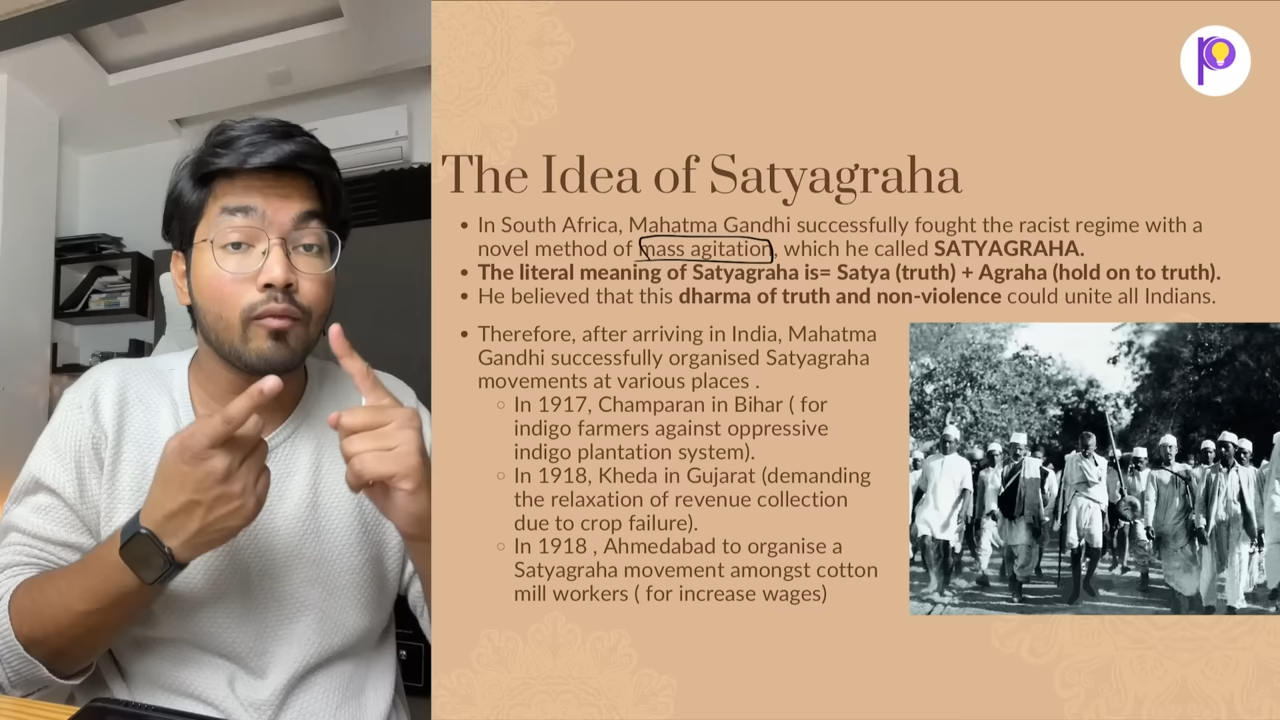 The Idea of Satyagraha
• In South Africa, Mahatma Gandhi successfully fought the racist regime with a
novel method of mass agitation, which he called SATYAGRAHA.
• The literal meaning of Satyagraha is= Satya (truth) + Agraha (hold on to truth).
• He believed that this dharma of truth and non-violence could unite all Indians.
• Therefore, after arriving in India, Mahatma
Gandhi successfully organised Satyagraha
movements at various places .
○ In 1917, Champaran in Bihar ( for
indigo farmers against oppressive
indigo plantation system).
○ In 1918, Kheda in Gujarat (demanding
the relaxation of revenue collection
due to crop failure).
○ In 1918 , Ahmedabad to organise a
Satyagraha movement amongst cotton
mill workers ( for increase wages)